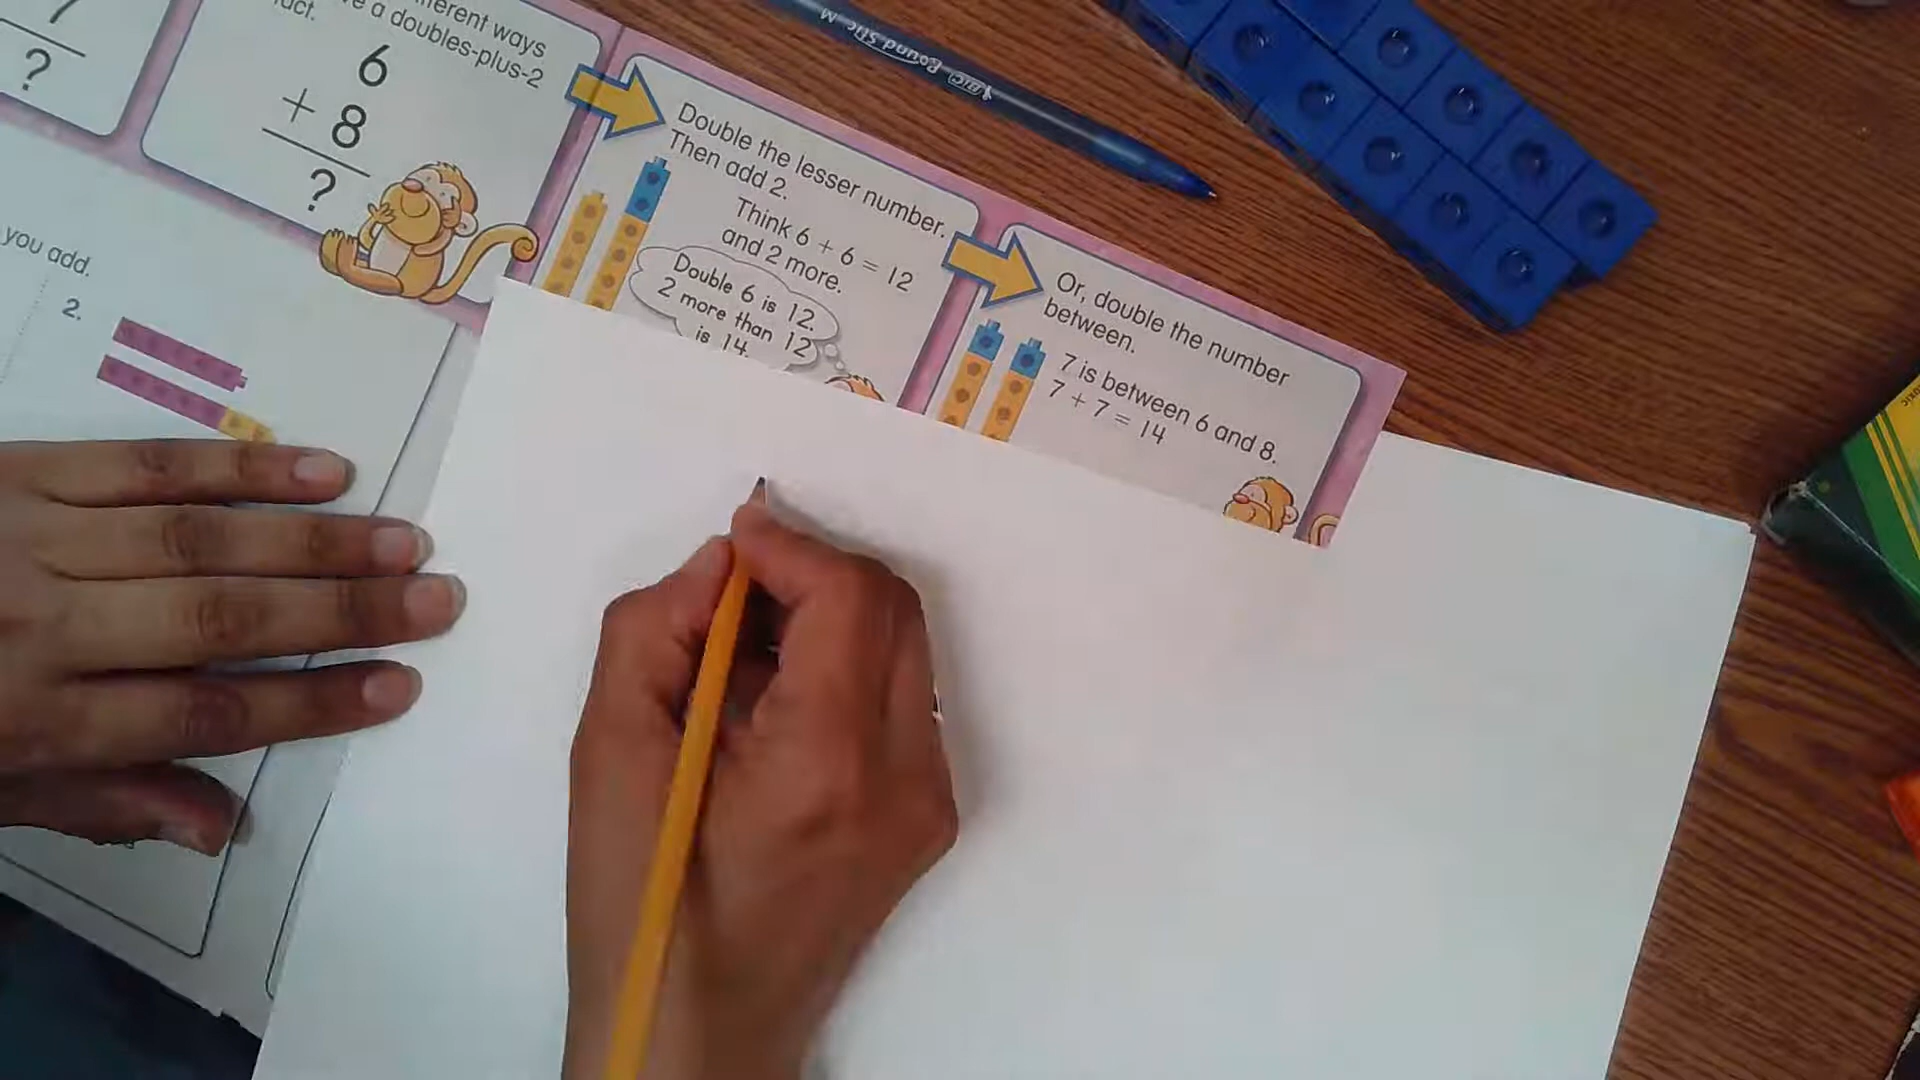 ?
ways
a doubles-plus-2
fact.
6
+ 8
?
Double the lesser number.
Then add 2.
Think 6 + 6 = 12
and 2 more.
Double 6 is 12.
2 more than 12
is 14.
Or, double the number
between.
7 is between 6 and 8.
7 + 7 = 14
you add.
2.
BIC Round Stic M